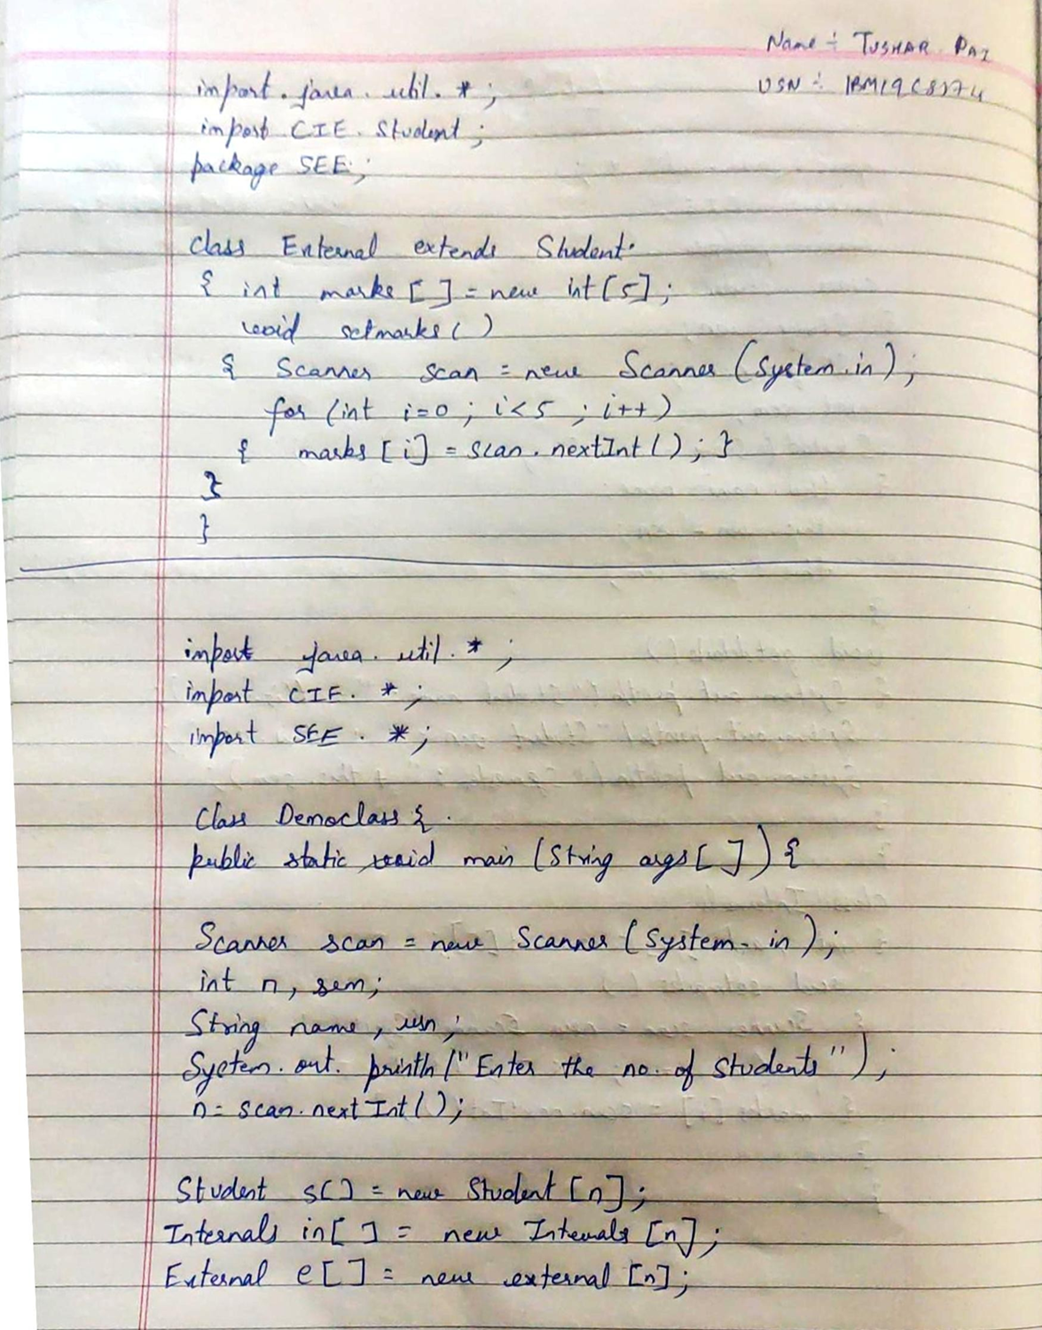 Name :- TUSHAR. PAI
USN :- 1BM19CS174
import. java. util. *;
import CIE. Student;
package SEE;
class External extends Student
{ int marks [ ] = new int [5];
void setmarks ( )
{ Scanner scan = new Scanner (System.in);
for (int i=0; i<5 ; i++)
{ marks [i] = scan. nextInt ( ); }
}
}
import java. util. *;
import CIE. *;
import SEE. *;
Class Democlass {
public static void main (String args [ ]) {
Scanner scan = new Scanner (System. in);
int n, sem;
String name, usn;
System. out. println ("Enter the no. of Students");
n= scan. nextInt ( );
Student s[] = new Student [n];
Internals in[ ] = new Internals [n];
External e [ ] = new external [n];